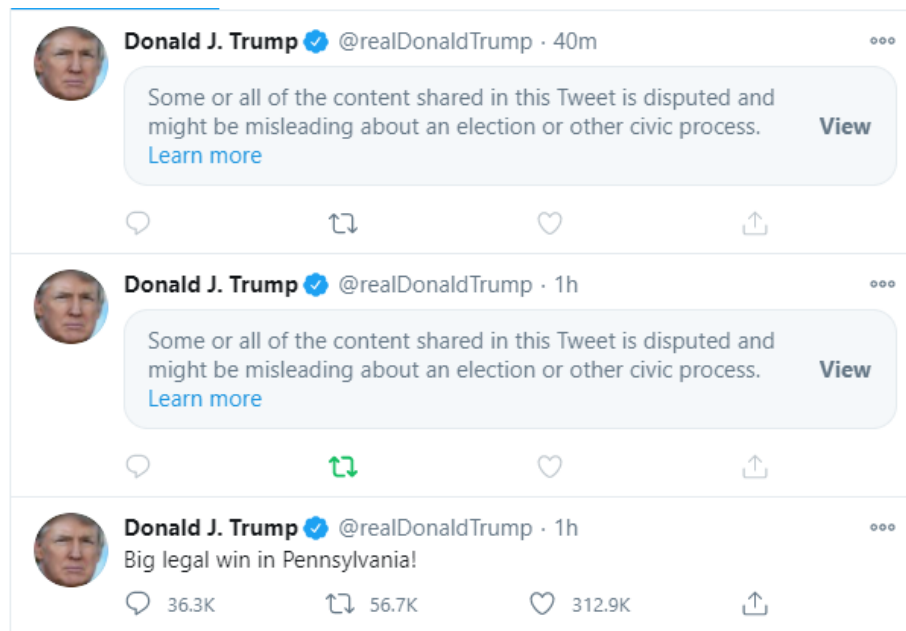 Donald J. Trump @realDonaldTrump · 40m
Some or all of the content shared in this Tweet is disputed and
might be misleading about an election or other civic process.
View
Learn more
Donald J. Trump @realDonaldTrump · 1h
Some or all of the content shared in this Tweet is disputed and
might be misleading about an election or other civic process.
View
Learn more
Donald J. Trump @realDonaldTrump · 1h
Big legal win in Pennsylvania!
36.3K 56.7K 312.9K